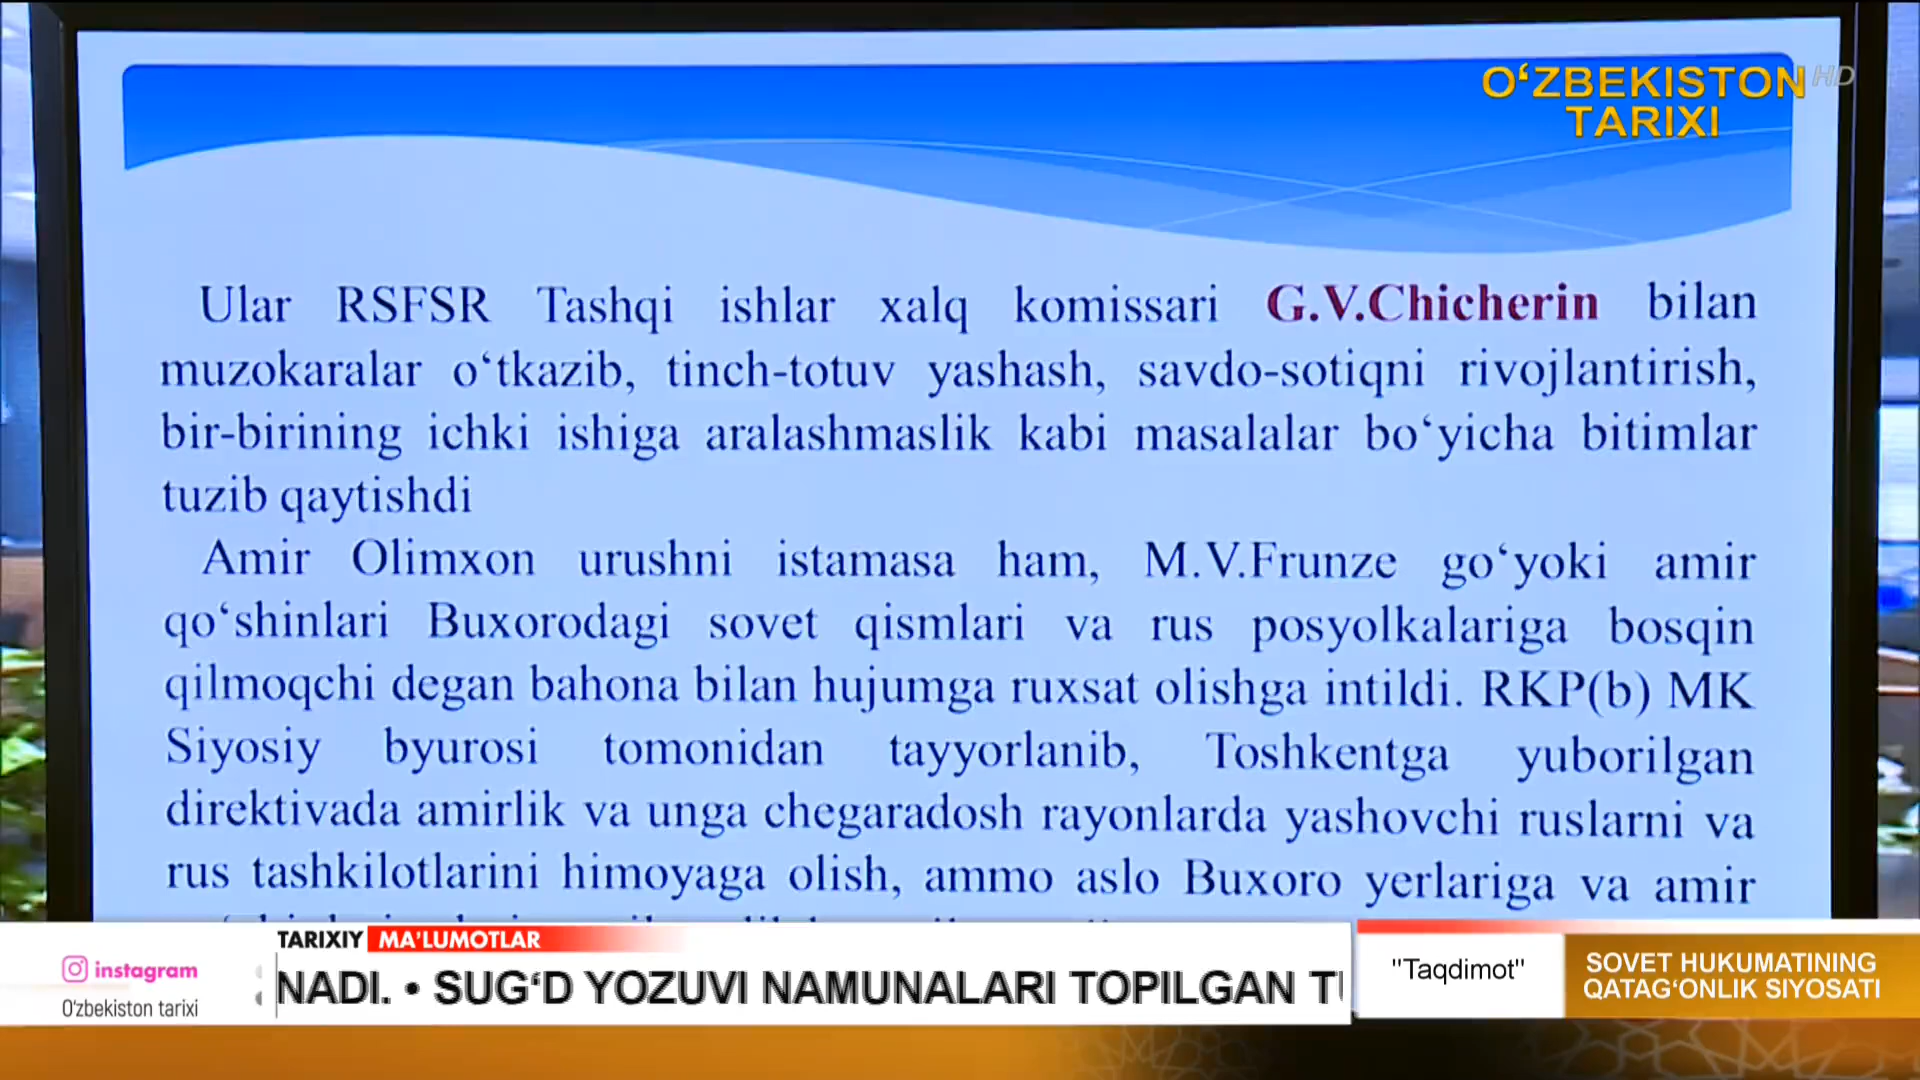 O‘ZBEKISTON HD
TARIXI
Ular RSFSR Tashqi ishlar xalq komissari G.V.Chicherin bilan
muzokaralar o‘tkazib, tinch-totuv yashash, savdo-sotiqni rivojlantirish,
bir-birining ichki ishiga aralashmaslik kabi masalalar bo‘yicha bitimlar
tuzib qaytishdi
Amir Olimxon urushni istamasa ham, M.V.Frunze go‘yoki amir
qo‘shinlari Buxorodagi sovet qismlari va rus posyolkalariga bosqin
qilmoqchi degan bahona bilan hujumga ruxsat olishga intildi. RKP(b) MK
Siyosiy byurosi tomonidan tayyorlanib, Toshkentga yuborilgan
direktivada amirlik va unga chegaradosh rayonlarda yashovchi ruslarni va
rus tashkilotlarini himoyaga olish, ammo aslo Buxoro yerlariga va amir
TARIXIY MA'LUMOTLAR
instagram
O'zbekiston tarixi
NADI. • SUG‘D YOZUVI NAMUNALARI TOPILGAN
"Taqdimot"
SOVET HUKUMATINING
QATAG‘ONLIK SIYOSATI